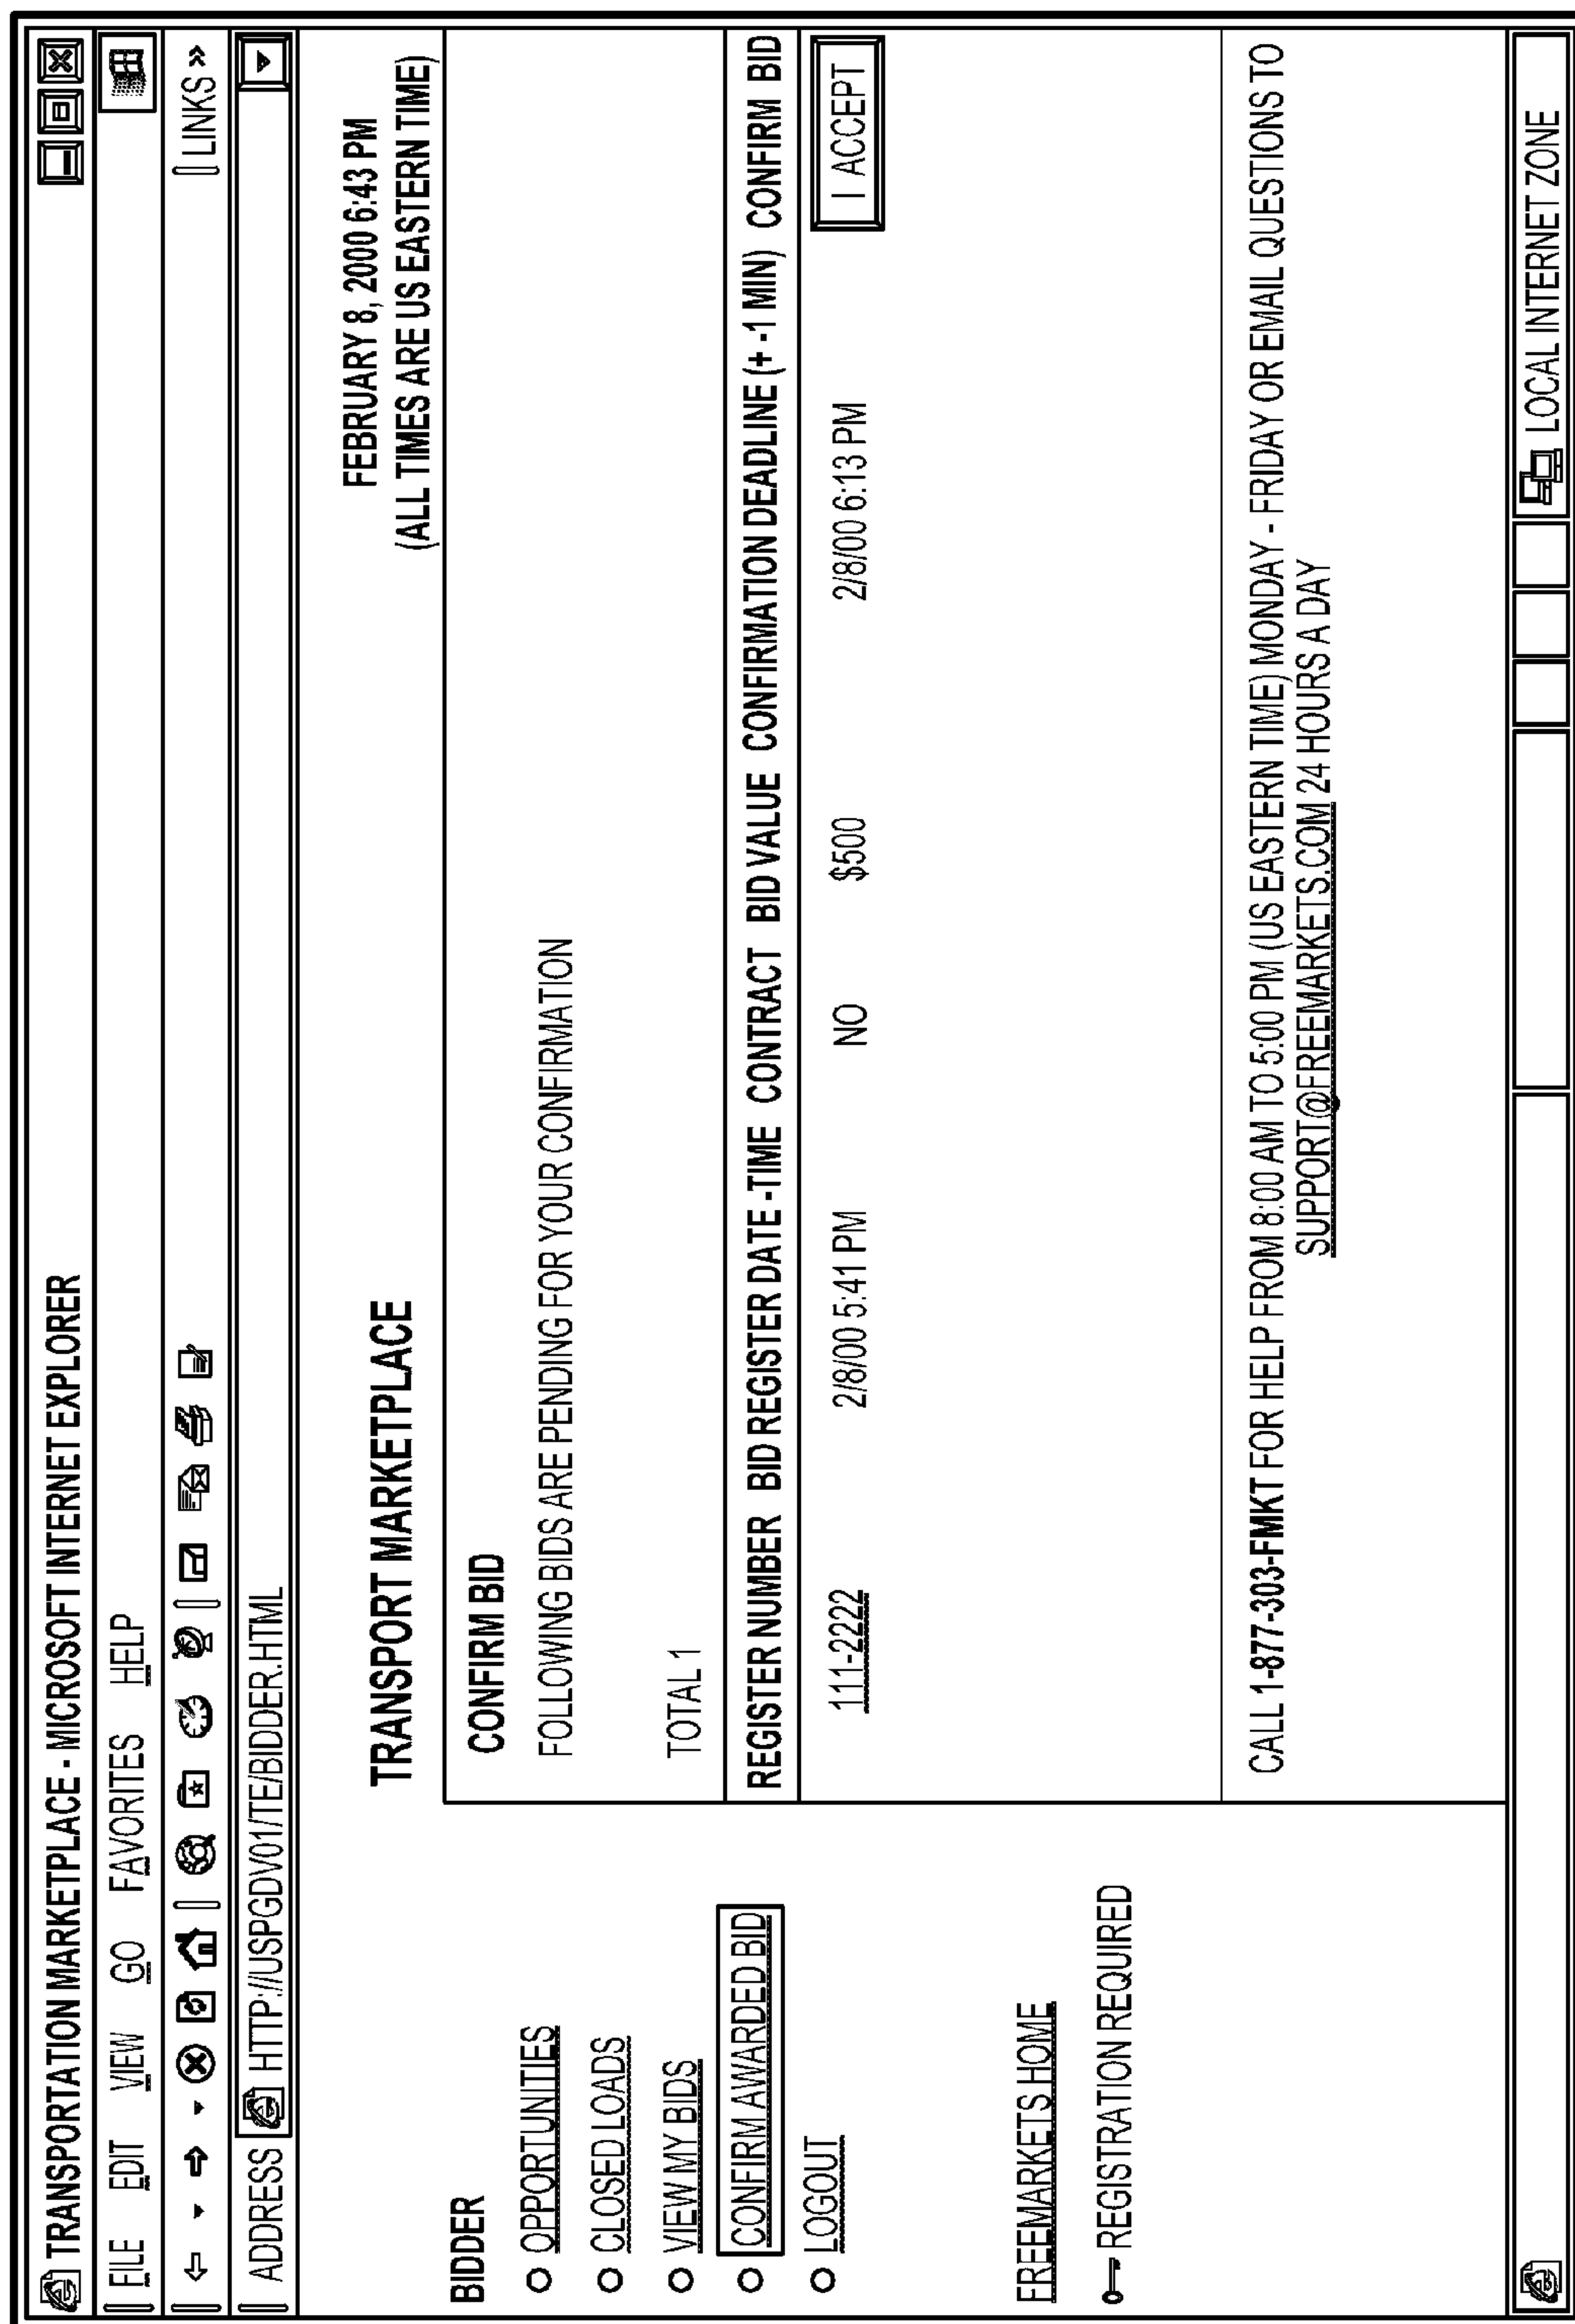 TRANSPORTATION MARKETPLACE - MICROSOFT INTERNET EXPLORER
FILE EDIT VIEW GO FAVORITES HELP
LINKS »
ADDRESS HTTP://USPGDV01/TE/BIDDER.HTML
TRANSPORT MARKETPLACE
FEBRUARY 8, 2000 6:43 PM
(ALL TIMES ARE US EASTERN TIME)
BIDDER
OPPORTUNITIES
CLOSED LOADS
VIEW MY BIDS
CONFIRM AWARDED BID
LOGOUT
FREEMARKETS HOME
REGISTRATION REQUIRED
CONFIRM BID
FOLLOWING BIDS ARE PENDING FOR YOUR CONFIRMATION
TOTAL 1
REGISTER NUMBER BID REGISTER DATE -TIME CONTRACT BID VALUE CONFIRMATION DEADLINE (+ -1 MIN) CONFIRM BID
111-2222 2/8/00 5:41 PM NO $500 2/8/00 6:13 PM I ACCEPT
CALL 1-877-303-FMKT FOR HELP FROM 8:00 AM TO 5:00 PM (US EASTERN TIME) MONDAY - FRIDAY OR EMAIL QUESTIONS TO
SUPPORT@FREEMARKETS.COM 24 HOURS A DAY
LOCAL INTERNET ZONE